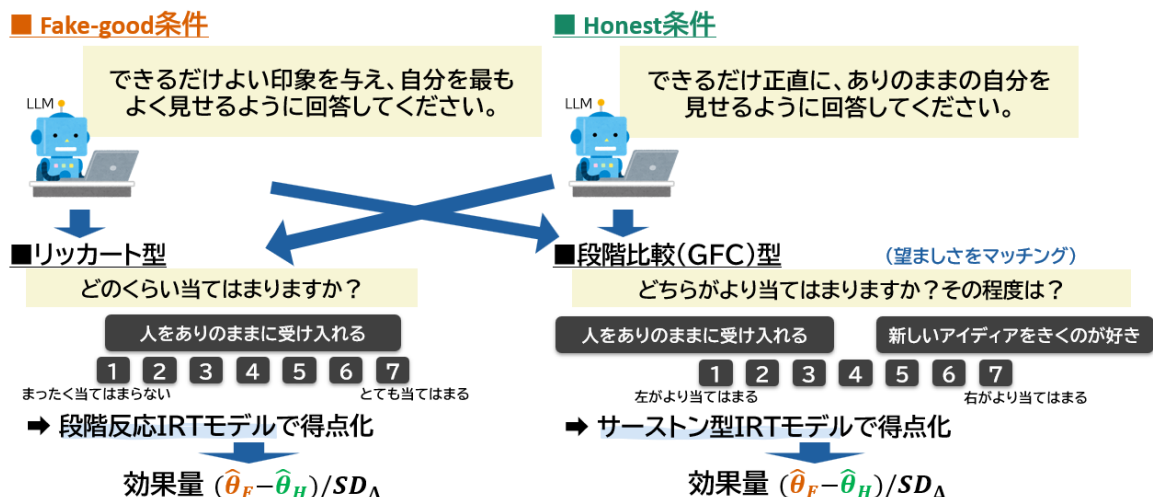 ■ Fake-good条件
LLM
できるだけよい印象を与え、自分を最も
よく見せるように回答してください。
■ Honest条件
LLM
できるだけ正直に、ありのままの自分を
見せるように回答してください。
■リッカート型
どのくらい当てはまりますか？
人をありのままに受け入れる
1 2 3 4 5 6 7
まったく当てはまらない とても当てはまる
➡ 段階反応IRTモデルで得点化
効果量 (θ̂_F−θ̂_H)/SD_Δ
■段階比較(GFC)型 （望ましさをマッチング）
どちらがより当てはまりますか？その程度は？
人をありのままに受け入れる 新しいアイディアをきくのが好き
1 2 3 4 5 6 7
左がより当てはまる 右がより当てはまる
➡ サーストン型IRTモデルで得点化
効果量 (θ̂_F−θ̂_H)/SD_Δ